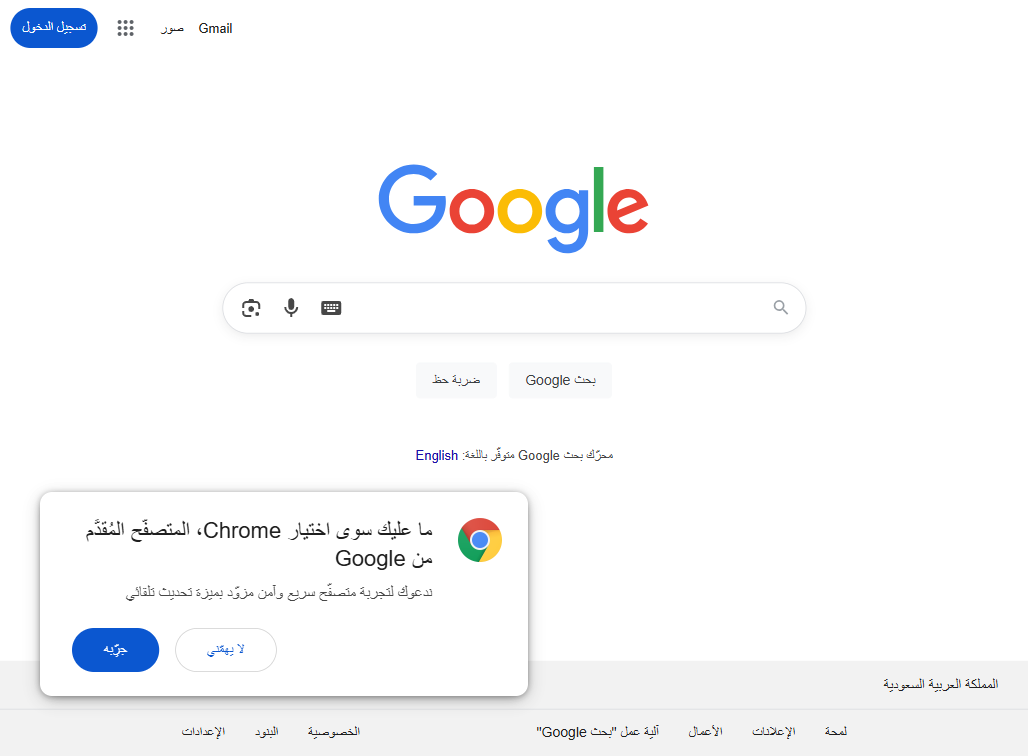 Gmail
صور
تسجيل الدخول
Google
بحث Google
ضربة حظ
محرّك بحث Google متوفّر باللغة: English
ما عليك سوى اختيار Chrome، المتصفّح المُقدَّم
من Google
ندعوك لتجربة متصفّح سريع وآمن مزوّد بميزة تحديث تلقائي
لا يهمّني
جرِّبه
المملكة العربية السعودية
لمحة
الإعلانات
الأعمال
آلية عمل "بحث Google"
الخصوصية
البنود
الإعدادات